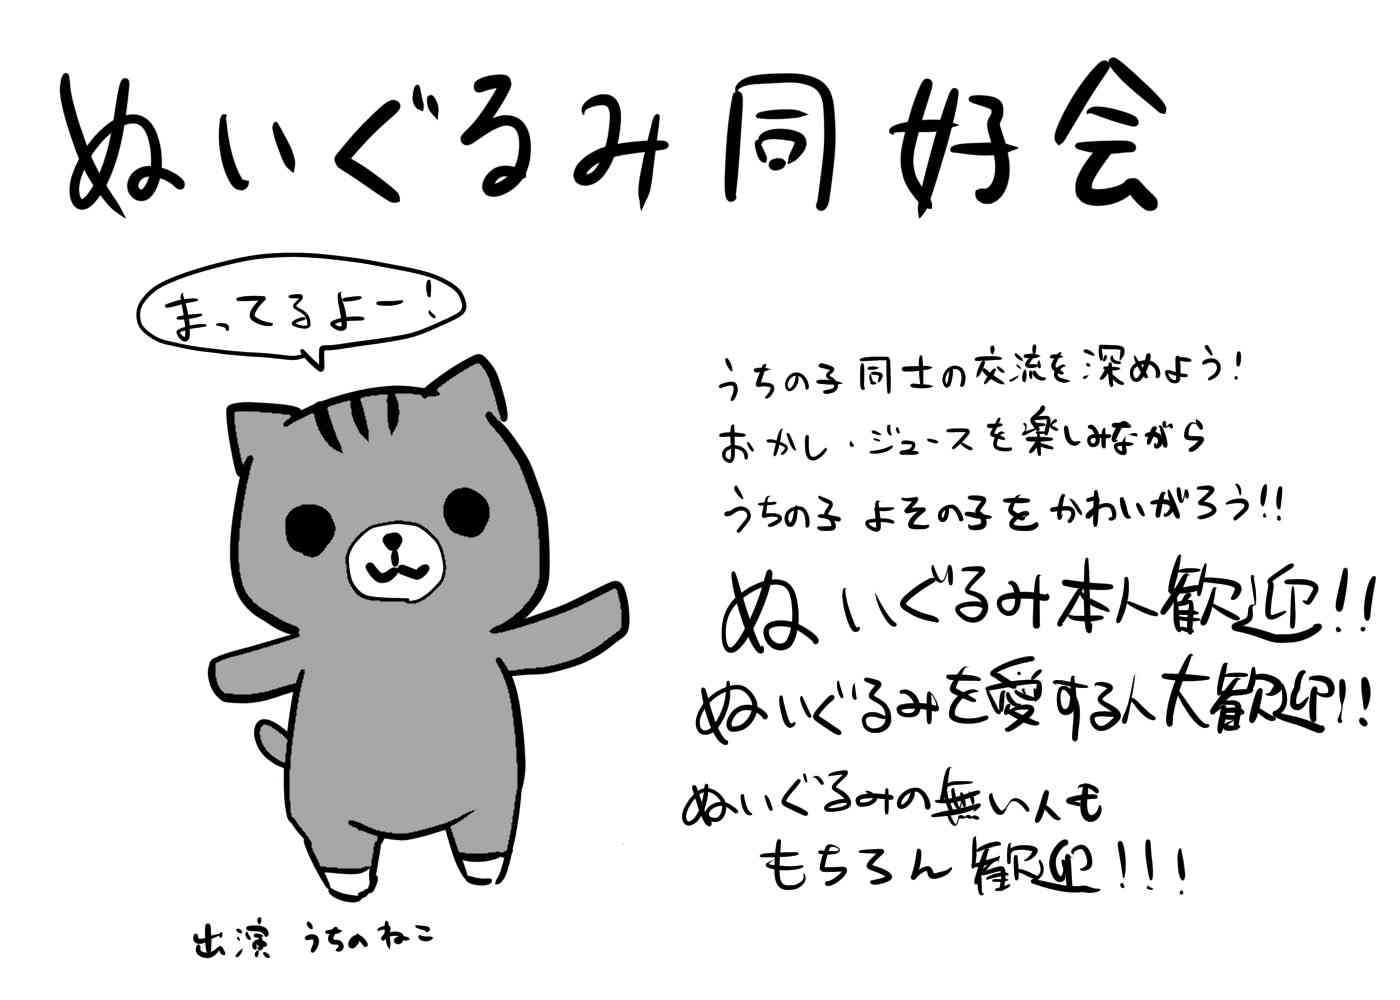 ぬいぐるみ同好会
まってるよー!
うちの子同士の交流を深めよう!
おかし・ジュースを楽しみながら
うちの子よその子をかわいがろう!!
ぬいぐるみ本人歓迎!!
ぬいぐるみを愛する人大歓迎!!
ぬいぐるみの無い人も
もちろん歓迎!!!
出演 うちのねこ